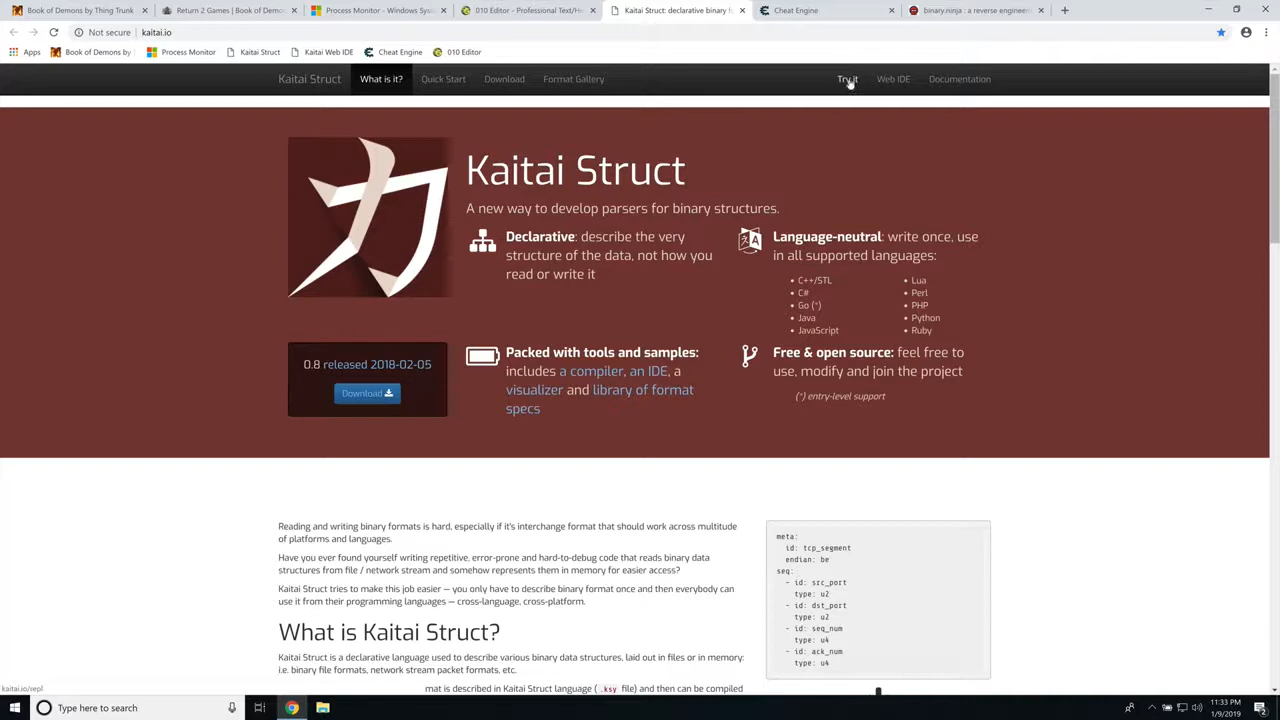 Book of Demons by Thing Trunk
Return 2 Games | Book of Demo
Process Monitor - Windows Sys
010 Editor - Professional Text/He
Kaitai Struct: declarative binary f
Cheat Engine
binary.ninja : a reverse engineer
Not secure | kaitai.io
Apps
Book of Demons by
Process Monitor
Kaitai Struct
Kaitai Web IDE
Cheat Engine
010 Editor
Kaitai Struct
What is it?
Quick Start
Download
Format Gallery
Try it
Web IDE
Documentation
力
Kaitai Struct
A new way to develop parsers for binary structures.
Declarative: describe the very
structure of the data, not how you
read or write it
Language-neutral: write once, use
in all supported languages:
• C++/STL
• C#
• Go (*)
• Java
• JavaScript
• Lua
• Perl
• PHP
• Python
• Ruby
0.8 released 2018-02-05
Download
Packed with tools and samples:
includes a compiler, an IDE, a
visualizer and library of format
specs
Free & open source: feel free to
use, modify and join the project
(*) entry-level support
Reading and writing binary formats is hard, especially if it's interchange format that should work across multitude
of platforms and languages.
Have you ever found yourself writing repetitive, error-prone and hard-to-debug code that reads binary data
structures from file / network stream and somehow represents them in memory for easier access?
Kaitai Struct tries to make this job easier — you only have to describe binary format once and then everybody can
use it from their programming languages — cross-language, cross-platform.
What is Kaitai Struct?
Kaitai Struct is a declarative language used to describe various binary data structures, laid out in files or in memory:
i.e. binary file formats, network stream packet formats, etc.
mat is described in Kaitai Struct language (.ksy file) and then can be compiled
meta:
id: tcp_segment
endian: be
seq:
- id: src_port
type: u2
- id: dst_port
type: u2
- id: seq_num
type: u4
- id: ack_num
type: u4
kaitai.io/repl
Type here to search
11:33 PM
1/9/2019
2